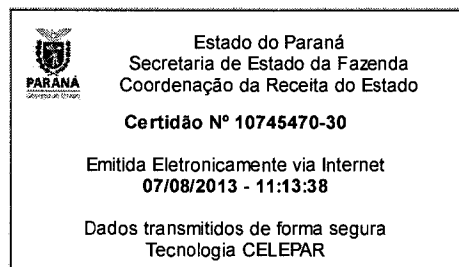 Estado do Paraná
Secretaria de Estado da Fazenda
Coordenação da Receita do Estado
PARANÁ
Certidão Nº 10745470-30
Emitida Eletronicamente via Internet
07/08/2013 - 11:13:38
Dados transmitidos de forma segura
Tecnologia CELEPAR